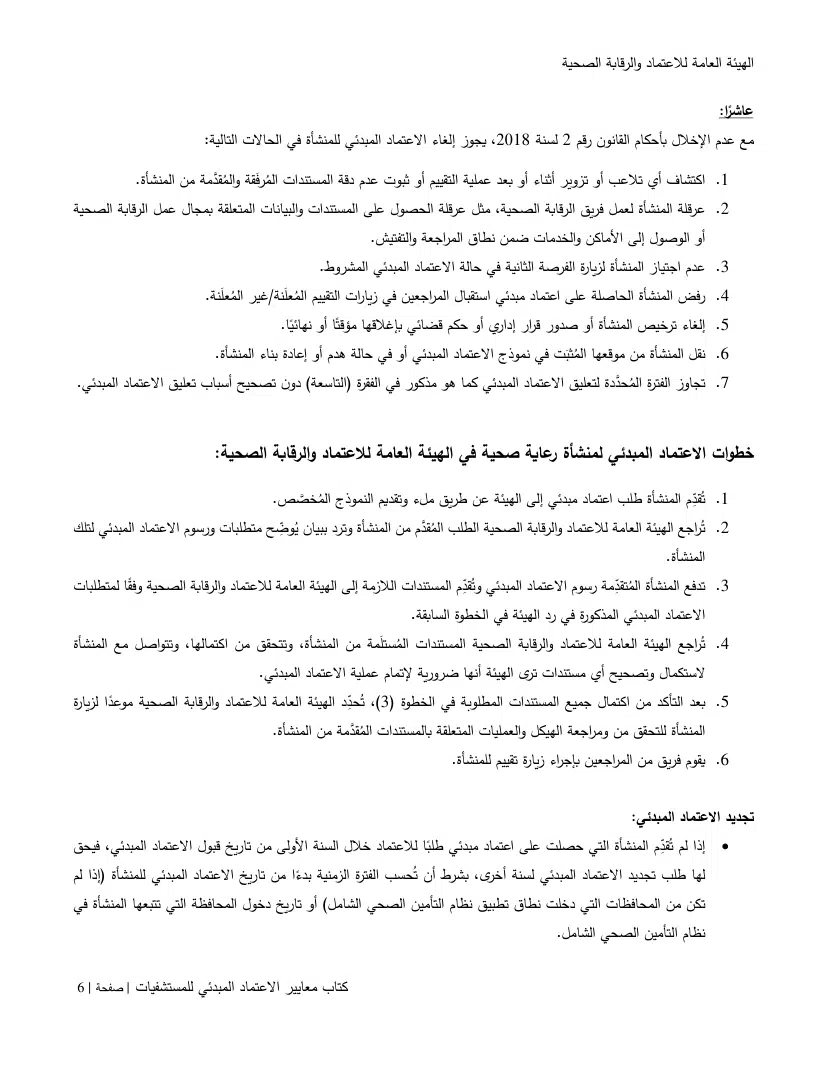 الهيئة العامة للاعتماد والرقابة الصحية
عاشرًا:
مع عدم الإخلال بأحكام القانون رقم 2 لسنة 2018، يجوز إلغاء الاعتماد المبدئي للمنشأة في الحالات التالية:
1. اكتشاف أي تلاعب أو تزوير أثناء أو بعد عملية التقييم أو ثبوت عدم دقة المستندات المُرفَقة والمُقدَّمة من المنشأة.
2. عرقلة المنشأة لعمل فريق الرقابة الصحية، مثل عرقلة الحصول على المستندات والبيانات المتعلقة بمجال عمل الرقابة الصحية
أو الوصول إلى الأماكن والخدمات ضمن نطاق المراجعة والتفتيش.
3. عدم اجتياز المنشأة لزيارة الفرصة الثانية في حالة الاعتماد المبدئي المشروط.
4. رفض المنشأة الحاصلة على اعتماد مبدئي استقبال المراجعين في زيارات التقييم المُعلَنة/غير المُعلَنة.
5. إلغاء ترخيص المنشأة أو صدور قرار إداري أو حكم قضائي بإغلاقها مؤقتًا أو نهائيًا.
6. نقل المنشأة من موقعها المُثبَت في نموذج الاعتماد المبدئي أو في حالة هدم أو إعادة بناء المنشأة.
7. تجاوز الفترة المُحدَّدة لتعليق الاعتماد المبدئي كما هو مذكور في الفقرة (التاسعة) دون تصحيح أسباب تعليق الاعتماد المبدئي.
خطوات الاعتماد المبدئي لمنشأة رعاية صحية في الهيئة العامة للاعتماد والرقابة الصحية:
1. تُقدِّم المنشأة طلب اعتماد مبدئي إلى الهيئة عن طريق ملء وتقديم النموذج المُخصَّص.
2. تُراجع الهيئة العامة للاعتماد والرقابة الصحية الطلب المُقدَّم من المنشأة وترد ببيان يُوضِّح متطلبات ورسوم الاعتماد المبدئي لتلك
المنشأة.
3. تدفع المنشأة المُتقدِّمة رسوم الاعتماد المبدئي وتُقدِّم المستندات اللازمة إلى الهيئة العامة للاعتماد والرقابة الصحية وفقًا لمتطلبات
الاعتماد المبدئي المذكورة في رد الهيئة في الخطوة السابقة.
4. تُراجع الهيئة العامة للاعتماد والرقابة الصحية المستندات المُستلَمة من المنشأة، وتتحقق من اكتمالها، وتتواصل مع المنشأة
لاستكمال وتصحيح أي مستندات ترى الهيئة أنها ضرورية لإتمام عملية الاعتماد المبدئي.
5. بعد التأكد من اكتمال جميع المستندات المطلوبة في الخطوة (3)، تُحدِّد الهيئة العامة للاعتماد والرقابة الصحية موعدًا لزيارة
المنشأة للتحقق من ومراجعة الهيكل والعمليات المتعلقة بالمستندات المُقدَّمة من المنشأة.
6. يقوم فريق من المراجعين بإجراء زيارة تقييم للمنشأة.
تجديد الاعتماد المبدئي:
• إذا لم تُقدِّم المنشأة التي حصلت على اعتماد مبدئي طلبًا للاعتماد خلال السنة الأولى من تاريخ قبول الاعتماد المبدئي، فيحق
لها طلب تجديد الاعتماد المبدئي لسنة أخرى، بشرط أن تُحسب الفترة الزمنية بدءًا من تاريخ الاعتماد المبدئي للمنشأة (إذا لم
تكن من المحافظات التي دخلت نطاق تطبيق نظام التأمين الصحي الشامل) أو تاريخ دخول المحافظة التي تتبعها المنشأة في
نظام التأمين الصحي الشامل.
كتاب معايير الاعتماد المبدئي للمستشفيات | صفحة | 6